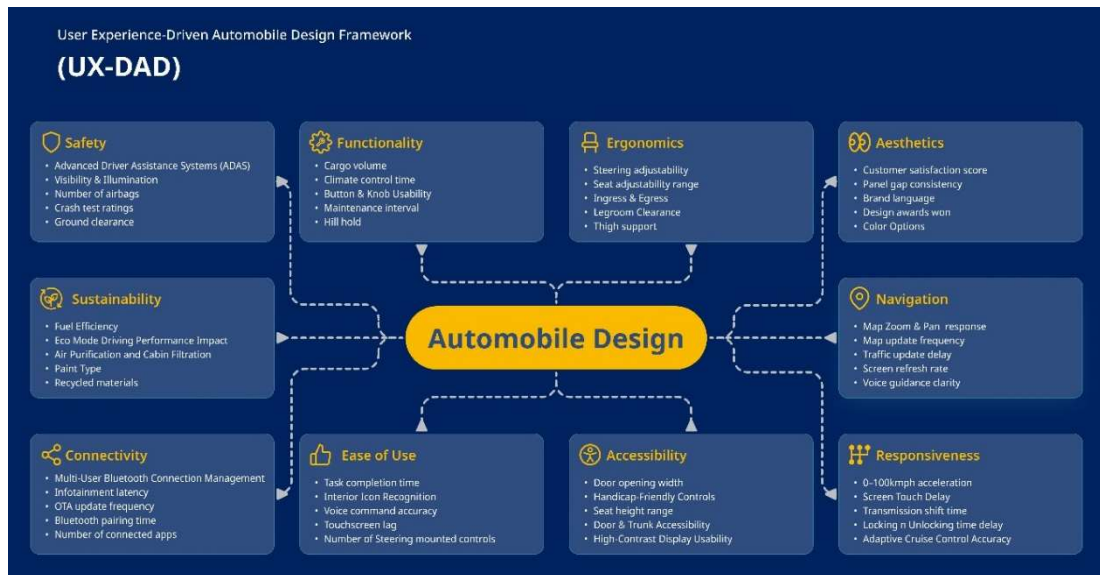 User Experience-Driven Automobile Design Framework
(UX-DAD)
Safety
• Advanced Driver Assistance Systems (ADAS)
• Visibility & Illumination
• Number of airbags
• Crash test ratings
• Ground clearance
Functionality
• Cargo volume
• Climate control time
• Button & Knob Usability
• Maintenance interval
• Hill hold
Ergonomics
• Steering adjustability
• Seat adjustability range
• Ingress & Egress
• Legroom Clearance
• Thigh support
Aesthetics
• Customer satisfaction score
• Panel gap consistency
• Brand language
• Design awards won
• Color Options
Sustainability
• Fuel Efficiency
• Eco Mode Driving Performance Impact
• Air Purification and Cabin Filtration
• Paint Type
• Recycled materials
Automobile Design
Navigation
• Map Zoom & Pan response
• Map update frequency
• Traffic update delay
• Screen refresh rate
• Voice guidance clarity
Connectivity
• Multi-User Bluetooth Connection Management
• Infotainment latency
• OTA update frequency
• Bluetooth pairing time
• Number of connected apps
Ease of Use
• Task completion time
• Interior Icon Recognition
• Voice command accuracy
• Touchscreen lag
• Number of Steering mounted controls
Accessibility
• Door opening width
• Handicap-Friendly Controls
• Seat height range
• Door & Trunk Accessibility
• High-Contrast Display Usability
Responsiveness
• 0–100kmph acceleration
• Screen Touch Delay
• Transmission shift time
• Locking n Unlocking time delay
• Adaptive Cruise Control Accuracy